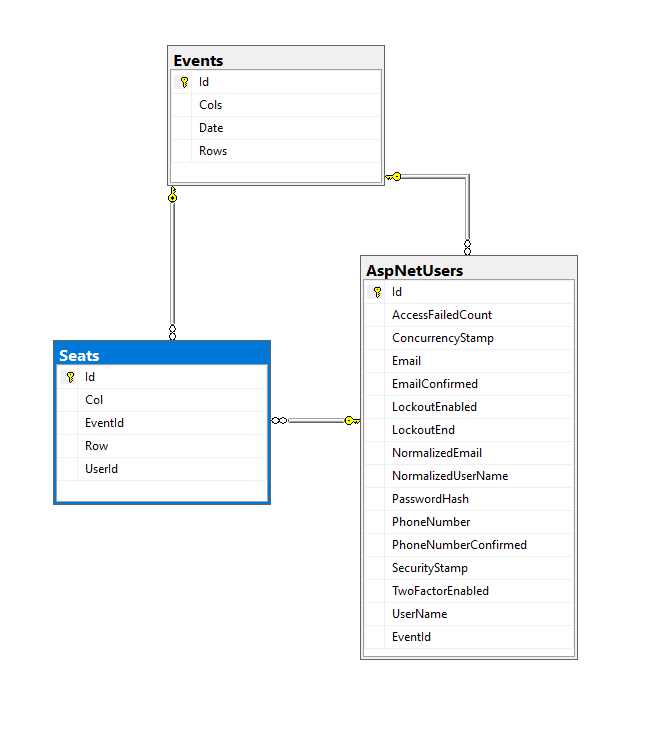 Events
Id
Cols
Date
Rows
AspNetUsers
Id
AccessFailedCount
ConcurrencyStamp
Email
EmailConfirmed
LockoutEnabled
LockoutEnd
NormalizedEmail
NormalizedUserName
PasswordHash
PhoneNumber
PhoneNumberConfirmed
SecurityStamp
TwoFactorEnabled
UserName
EventId
Seats
Id
Col
EventId
Row
UserId